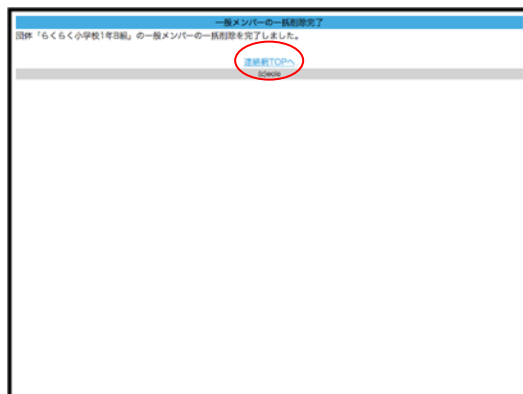 一般メンバーの一括削除完了
団体「らくらく小学校1年B組」の一般メンバーの一括削除を完了しました。
連絡網TOPへ
(c)eole